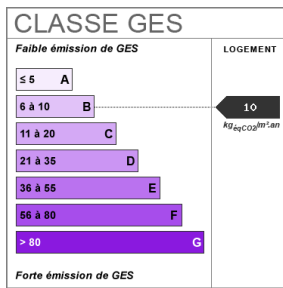 CLASSE GES
Faible émission de GES
LOGEMENT
≤ 5 A
6 à 10 B
10
kgéqCO2/m².an
11 à 20 C
21 à 35 D
36 à 55 E
56 à 80 F
> 80 G
Forte émission de GES